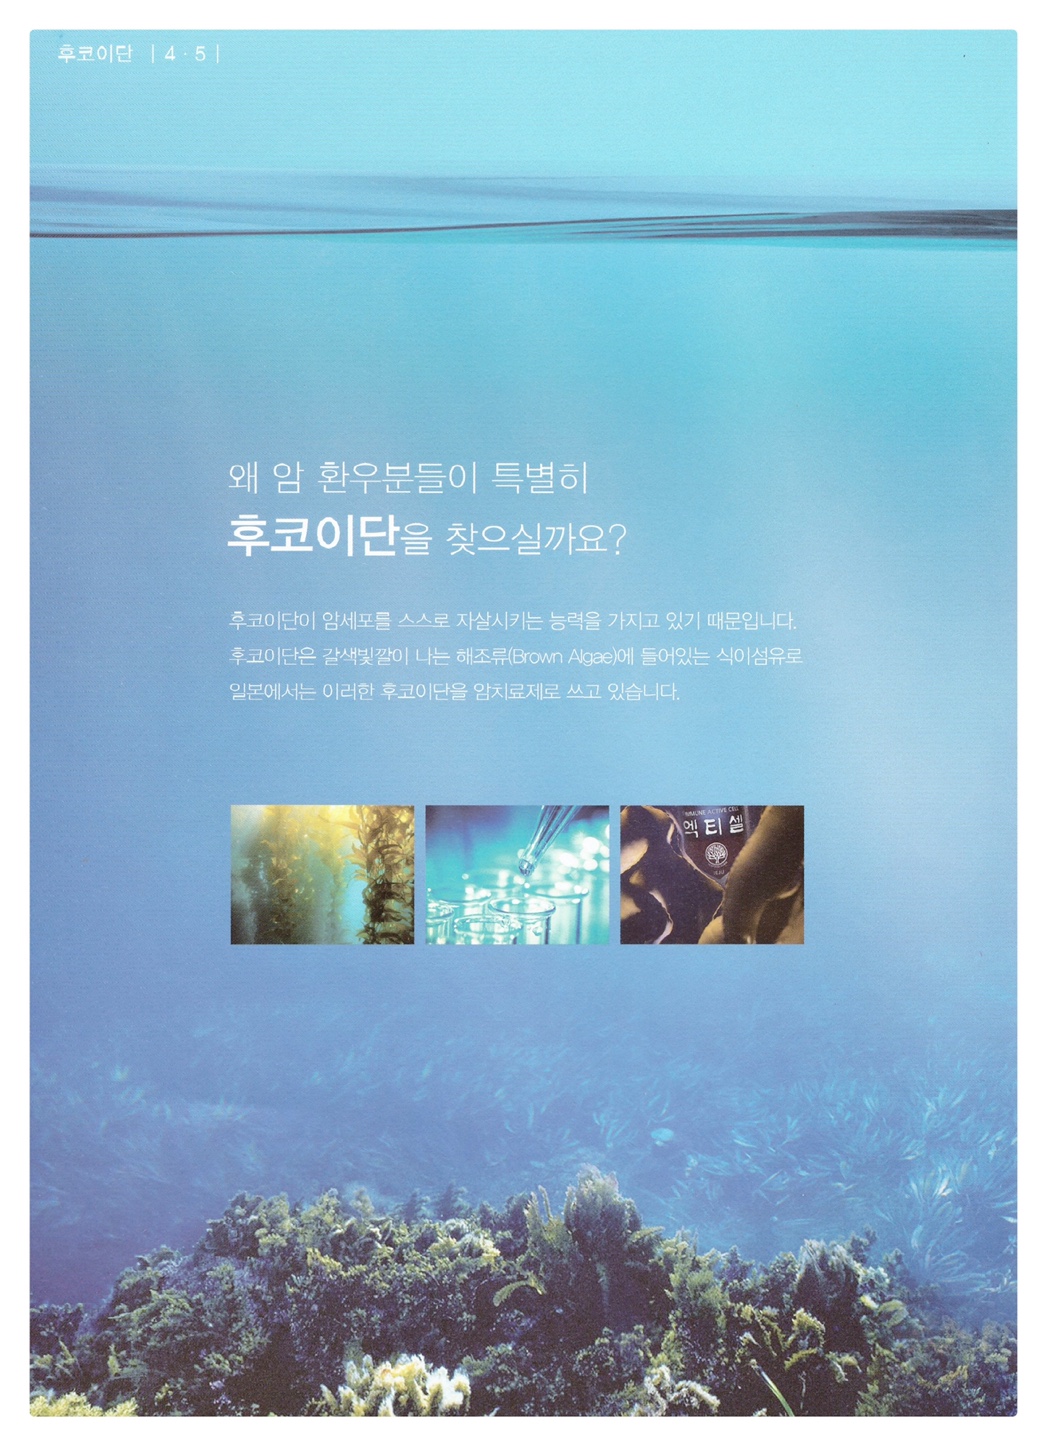 후코이단 | 4 · 5 |
왜 암 환우분들이 특별히
후코이단을 찾으실까요?
후코이단이 암세포를 스스로 자살시키는 능력을 가지고 있기 때문입니다.
후코이단은 갈색빛깔이 나는 해조류(Brown Algae)에 들어있는 식이섬유로
일본에서는 이러한 후코이단을 암치료제로 쓰고 있습니다.
IMMUNE ACTIVE CELL
엑티셀